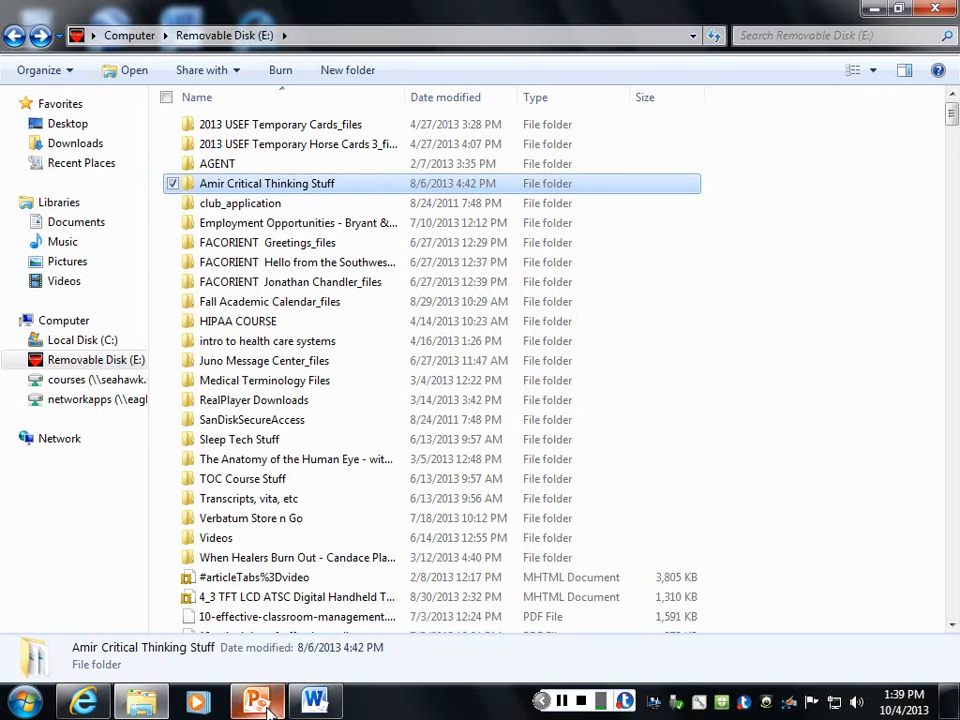 Computer Removable Disk (E:)
Search Removable Disk (E:)
Organize Open Share with Burn New folder
Name Date modified Type Size
Favorites
Desktop
Downloads
Recent Places
Libraries
Documents
Music
Pictures
Videos
Computer
Local Disk (C:)
Removable Disk (E:)
courses (\\seahawk.
networkapps (\\eagl
Network
2013 USEF Temporary Cards_files 4/27/2013 3:28 PM File folder
2013 USEF Temporary Horse Cards 3_fi... 4/27/2013 4:07 PM File folder
AGENT 2/7/2013 3:35 PM File folder
Amir Critical Thinking Stuff 8/6/2013 4:42 PM File folder
club_application 8/24/2011 7:48 PM File folder
Employment Opportunities - Bryant &... 7/10/2013 12:12 PM File folder
FACORIENT Greetings_files 6/27/2013 12:29 PM File folder
FACORIENT Hello from the Southwes... 6/27/2013 12:37 PM File folder
FACORIENT Jonathan Chandler_files 6/27/2013 12:39 PM File folder
Fall Academic Calendar_files 8/29/2013 10:29 AM File folder
HIPAA COURSE 4/14/2013 10:23 AM File folder
intro to health care systems 4/16/2013 1:26 PM File folder
Juno Message Center_files 6/27/2013 11:47 AM File folder
Medical Terminology Files 3/4/2013 12:22 PM File folder
RealPlayer Downloads 3/14/2013 3:42 PM File folder
SanDiskSecureAccess 8/24/2011 7:48 PM File folder
Sleep Tech Stuff 6/13/2013 9:57 AM File folder
The Anatomy of the Human Eye - wit... 3/5/2013 12:48 PM File folder
TOC Course Stuff 6/13/2013 9:57 AM File folder
Transcripts, vita, etc 6/13/2013 9:56 AM File folder
Verbatum Store n Go 7/18/2013 10:12 PM File folder
Videos 6/14/2013 12:55 PM File folder
When Healers Burn Out - Candace Pla... 3/12/2013 4:40 PM File folder
#articleTabs%3Dvideo 2/8/2013 12:17 PM MHTML Document 3,805 KB
4_3 TFT LCD ATSC Digital Handheld T... 8/30/2013 2:32 PM MHTML Document 1,310 KB
10-effective-classroom-management.... 7/3/2013 12:24 PM PDF File 1,591 KB
Amir Critical Thinking Stuff Date modified: 8/6/2013 4:42 PM
File folder
1:39 PM
10/4/2013